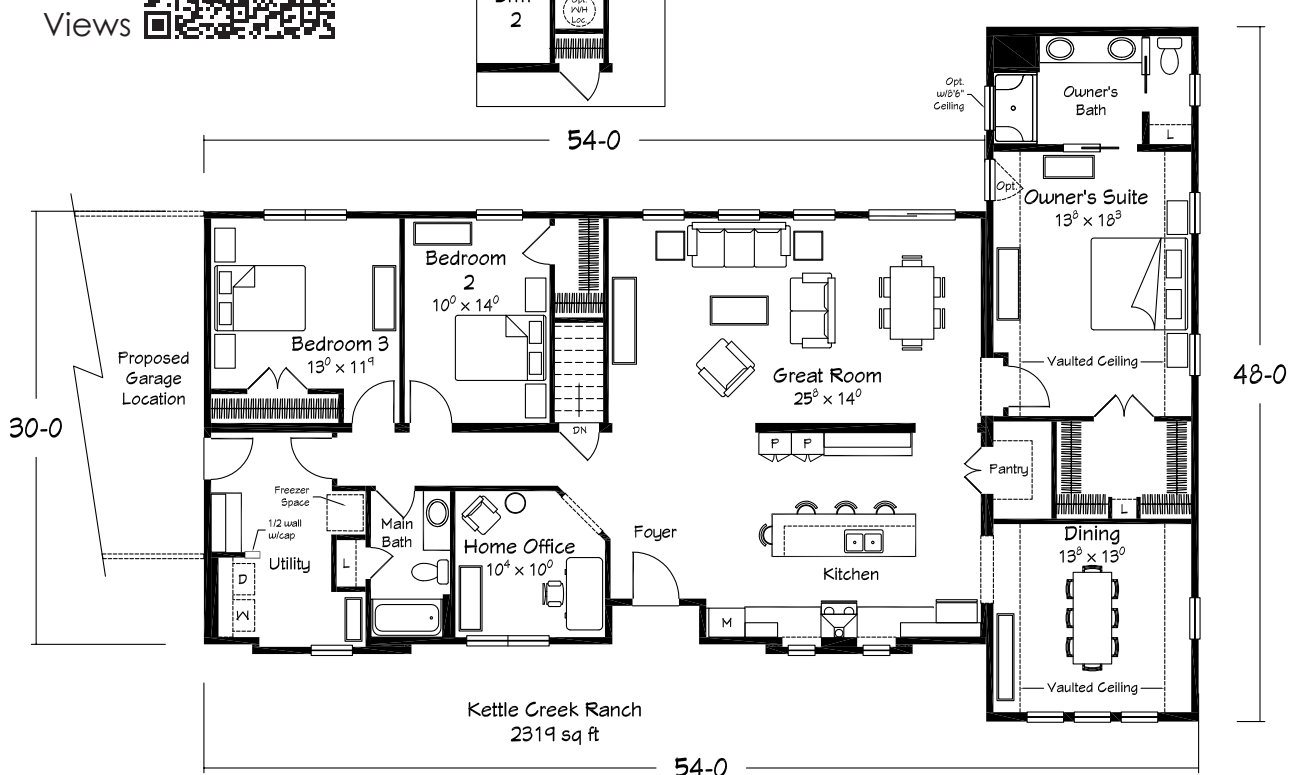 Views
2
Opt.
W/H
Loc.
Opt.
w/8'6"
Ceiling
Owner's
Bath
L
54-0
Opt.
Owner's Suite
13⁸ x 18³
Bedroom
2
10⁰ x 14⁰
Bedroom 3
13⁰ x 11⁹
Proposed
Garage
Location
Great Room
25⁸ x 14⁰
Vaulted Ceiling
48-0
30-0
DN
P P
Pantry
Freezer
Space
1/2 wall
w/cap
Main
Bath
Home Office
10⁴ x 10⁰
Foyer
L
Dining
13⁸ x 13⁰
Utility
L
Kitchen
D
W
M
Vaulted Ceiling
Kettle Creek Ranch
2319 sq ft
54-0